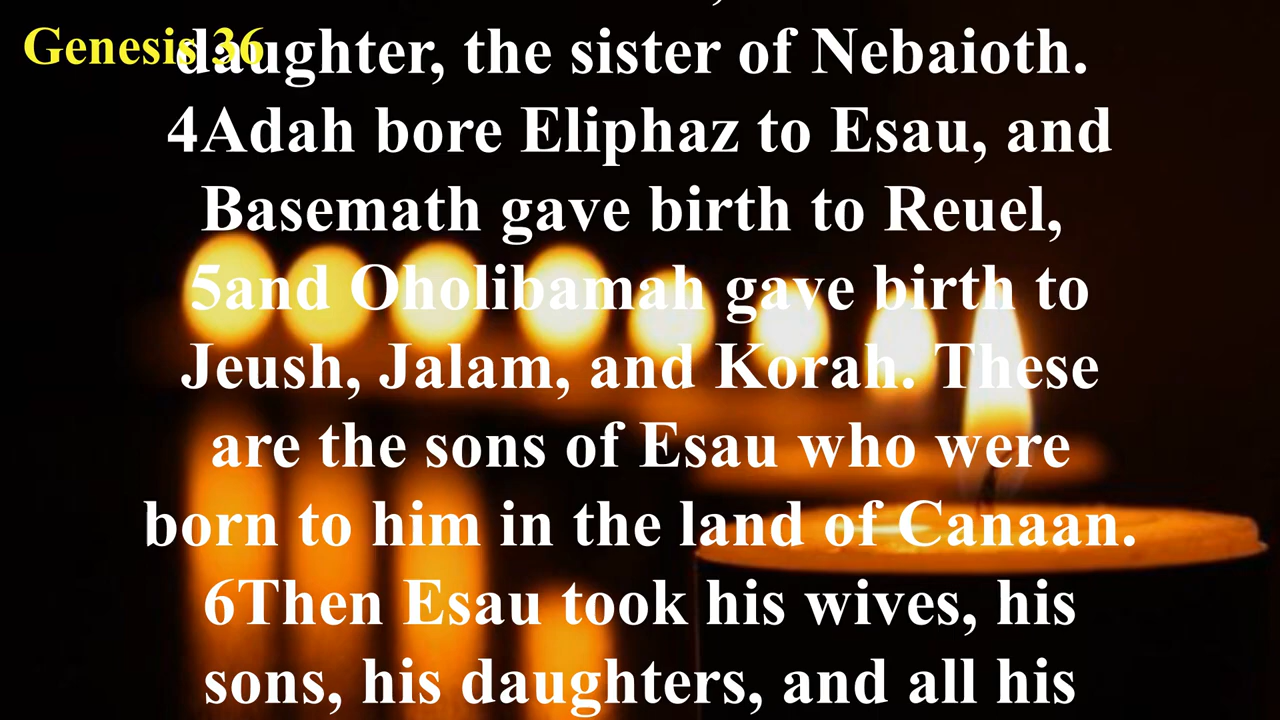 Genesis 36
daughter, the sister of Nebaioth.
4Adah bore Eliphaz to Esau, and
Basemath gave birth to Reuel,
5and Oholibamah gave birth to
Jeush, Jalam, and Korah. These
are the sons of Esau who were
born to him in the land of Canaan.
6Then Esau took his wives, his
sons, his daughters, and all his